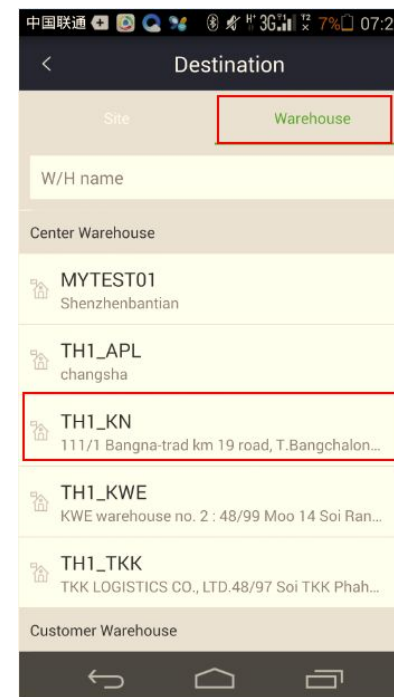 中国联通 3G 7% 07:2
Destination
Site Warehouse
W/H name
Center Warehouse
MYTEST01
Shenzhenbantian
TH1_APL
changsha
TH1_KN
111/1 Bangna-trad km 19 road, T.Bangchalon...
TH1_KWE
KWE warehouse no. 2 : 48/99 Moo 14 Soi Ran...
TH1_TKK
TKK LOGISTICS CO., LTD.48/97 Soi TKK Phah...
Customer Warehouse